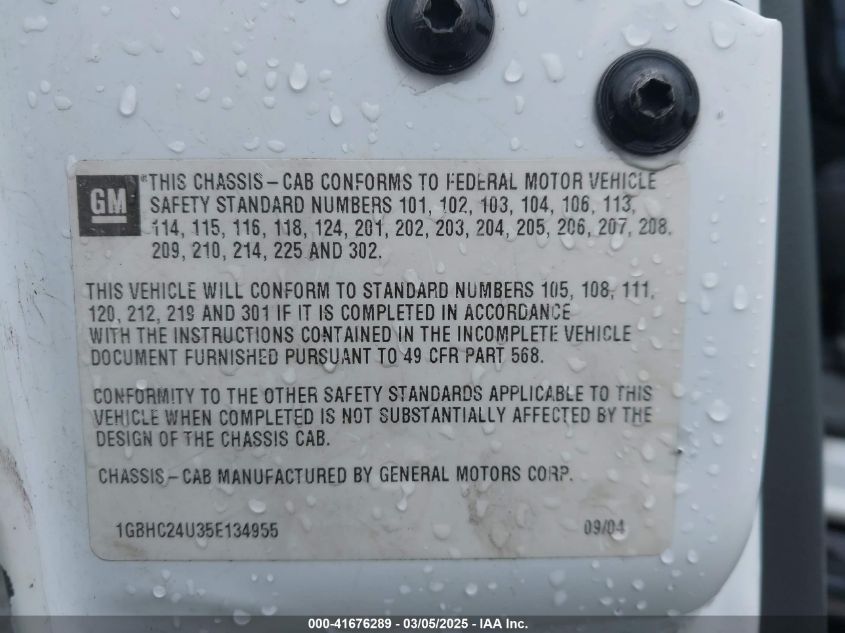 GM
*THIS CHASSIS-CAB CONFORMS TO FEDERAL MOTOR VEHICLE
SAFETY STANDARD NUMBERS 101, 102, 103, 104, 106, 113,
114, 115, 116, 118, 124, 201, 202, 203, 204, 205, 206, 207, 208,
209, 210, 214, 225 AND 302.
THIS VEHICLE WILL CONFORM TO STANDARD NUMBERS 105, 108, 111,
120, 212, 219 AND 301 IF IT IS COMPLETED IN ACCORDANCE
WITH THE INSTRUCTIONS CONTAINED IN THE INCOMPLETE VEHICLE
DOCUMENT FURNISHED PURSUANT TO 49 CFR PART 568.
CONFORMITY TO THE OTHER SAFETY STANDARDS APPLICABLE TO THIS
VEHICLE WHEN COMPLETED IS NOT SUBSTANTIALLY AFFECTED BY THE
DESIGN OF THE CHASSIS CAB.
CHASSIS-CAB MANUFACTURED BY GENERAL MOTORS CORP.
1GBHC24U35E134955 09/04
000-41676289 - 03/05/2025 - IAA Inc.